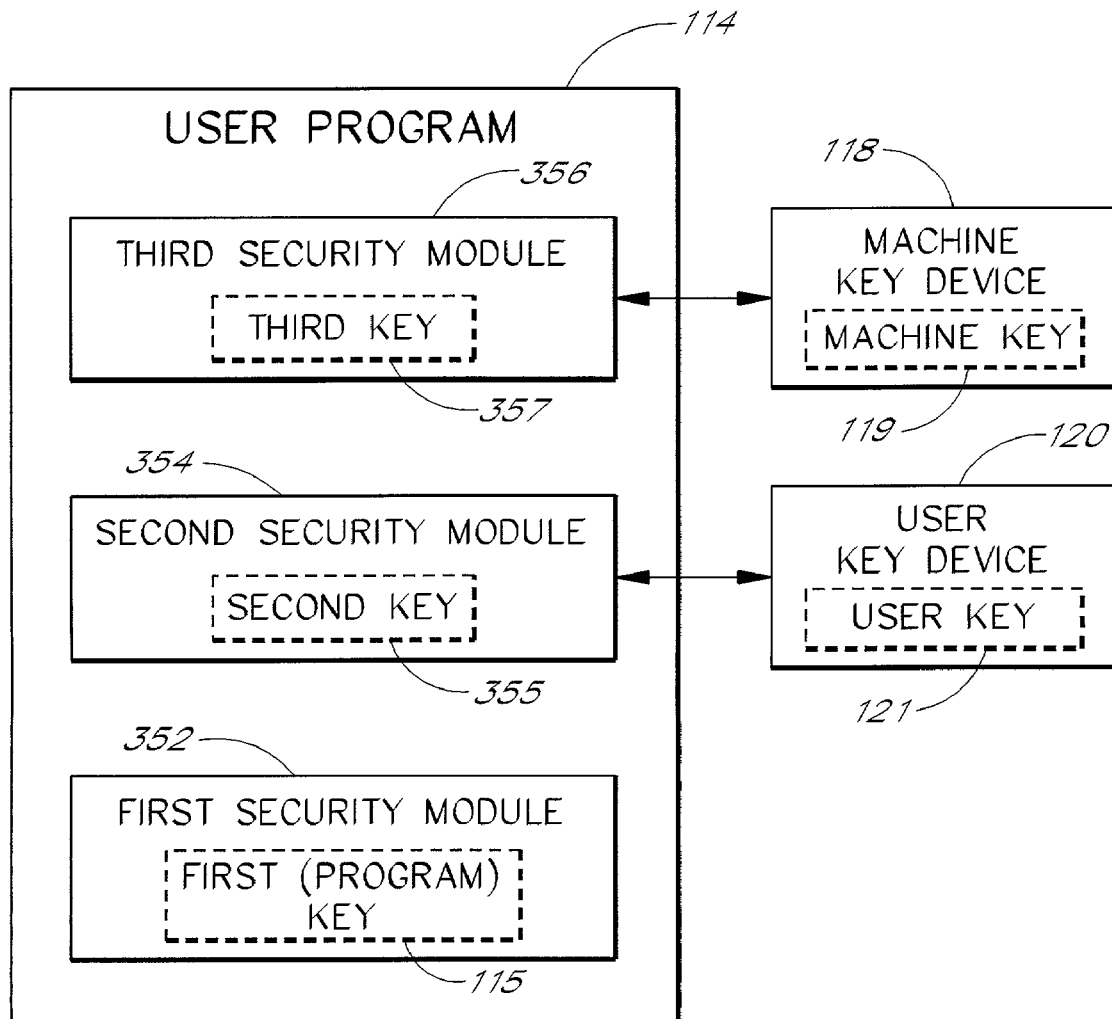 114
USER PROGRAM
356
THIRD SECURITY MODULE
THIRD KEY
357
118
MACHINE
KEY DEVICE
MACHINE KEY
119
354
SECOND SECURITY MODULE
SECOND KEY
355
120
USER
KEY DEVICE
USER KEY
121
352
FIRST SECURITY MODULE
FIRST (PROGRAM)
KEY
115